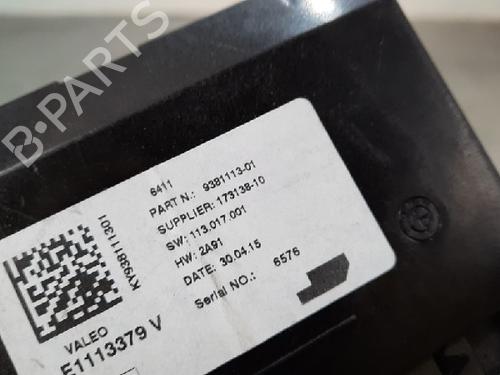 B-PARTS
6411
PART N.: 9381113-01
SUPPLIER: 173138-10
SW: 113.017.001
HW: 2A91
DATE: 30.04.15
Serial NO.: 6576
K7938111301
VALEO
E1113379 V